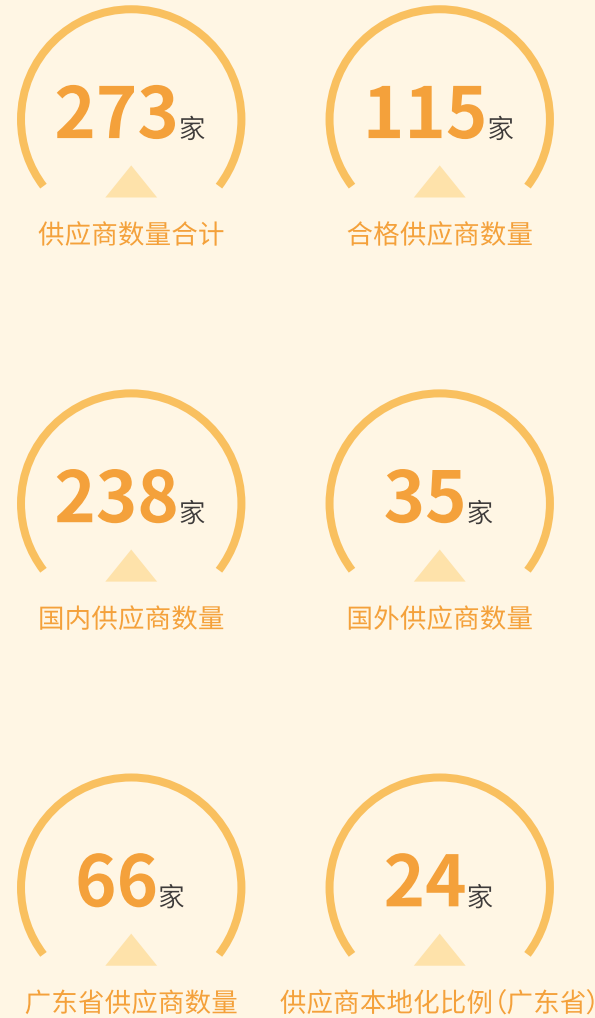 273家
115家
供应商数量合计
合格供应商数量
238家
35家
国内供应商数量
国外供应商数量
66家
24家
广东省供应商数量
供应商本地化比例(广东省)